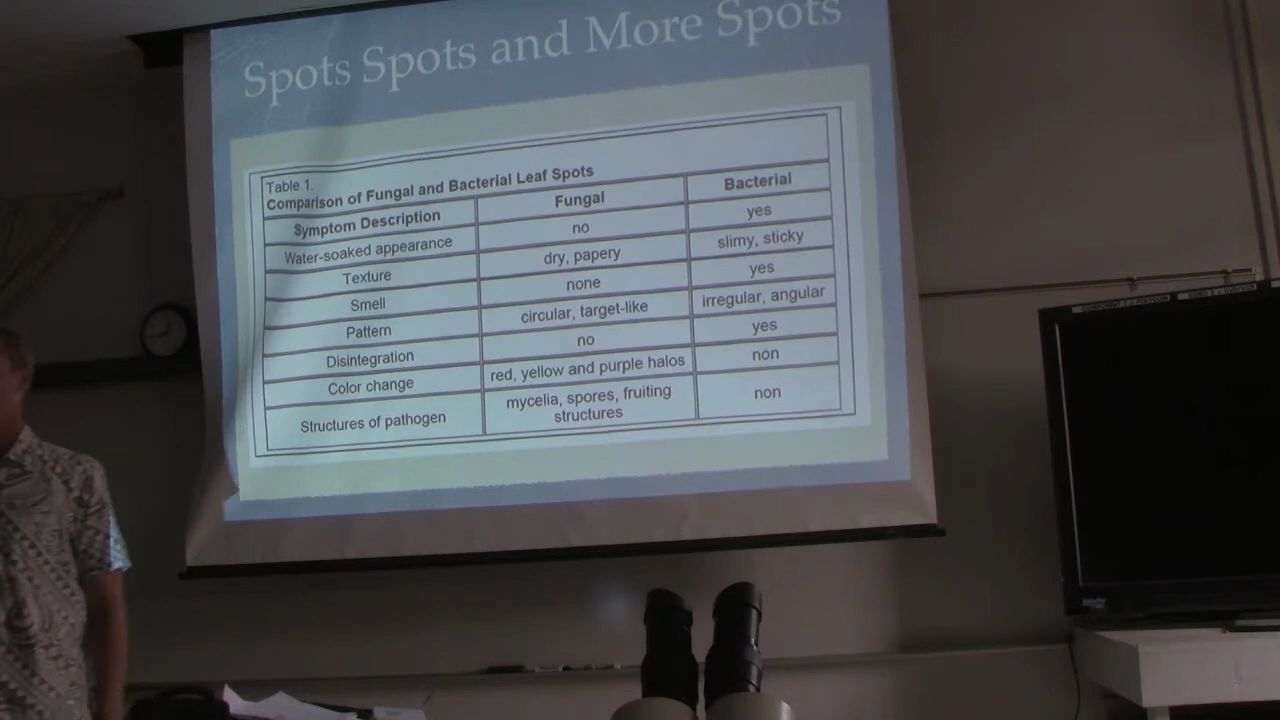 Spots Spots and More Spots
Table 1.
Comparison of Fungal and Bacterial Leaf Spots
Symptom Description Fungal Bacterial
Water-soaked appearance no yes
Texture dry, papery slimy, sticky
Smell none yes
Pattern circular, target-like irregular, angular
Disintegration no yes
Color change red, yellow and purple halos non
Structures of pathogen mycelia, spores, fruiting structures non